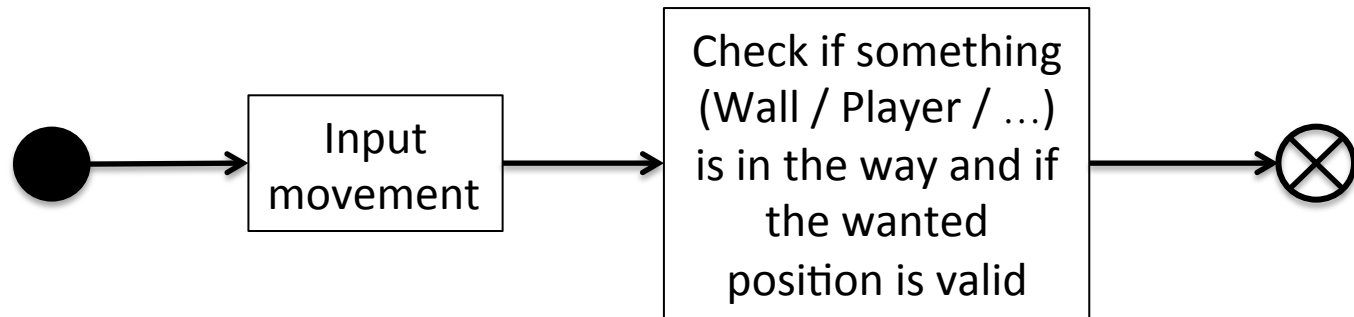 Input
movement
Check if something
(Wall / Player / …)
is in the way and if
the wanted
position is valid